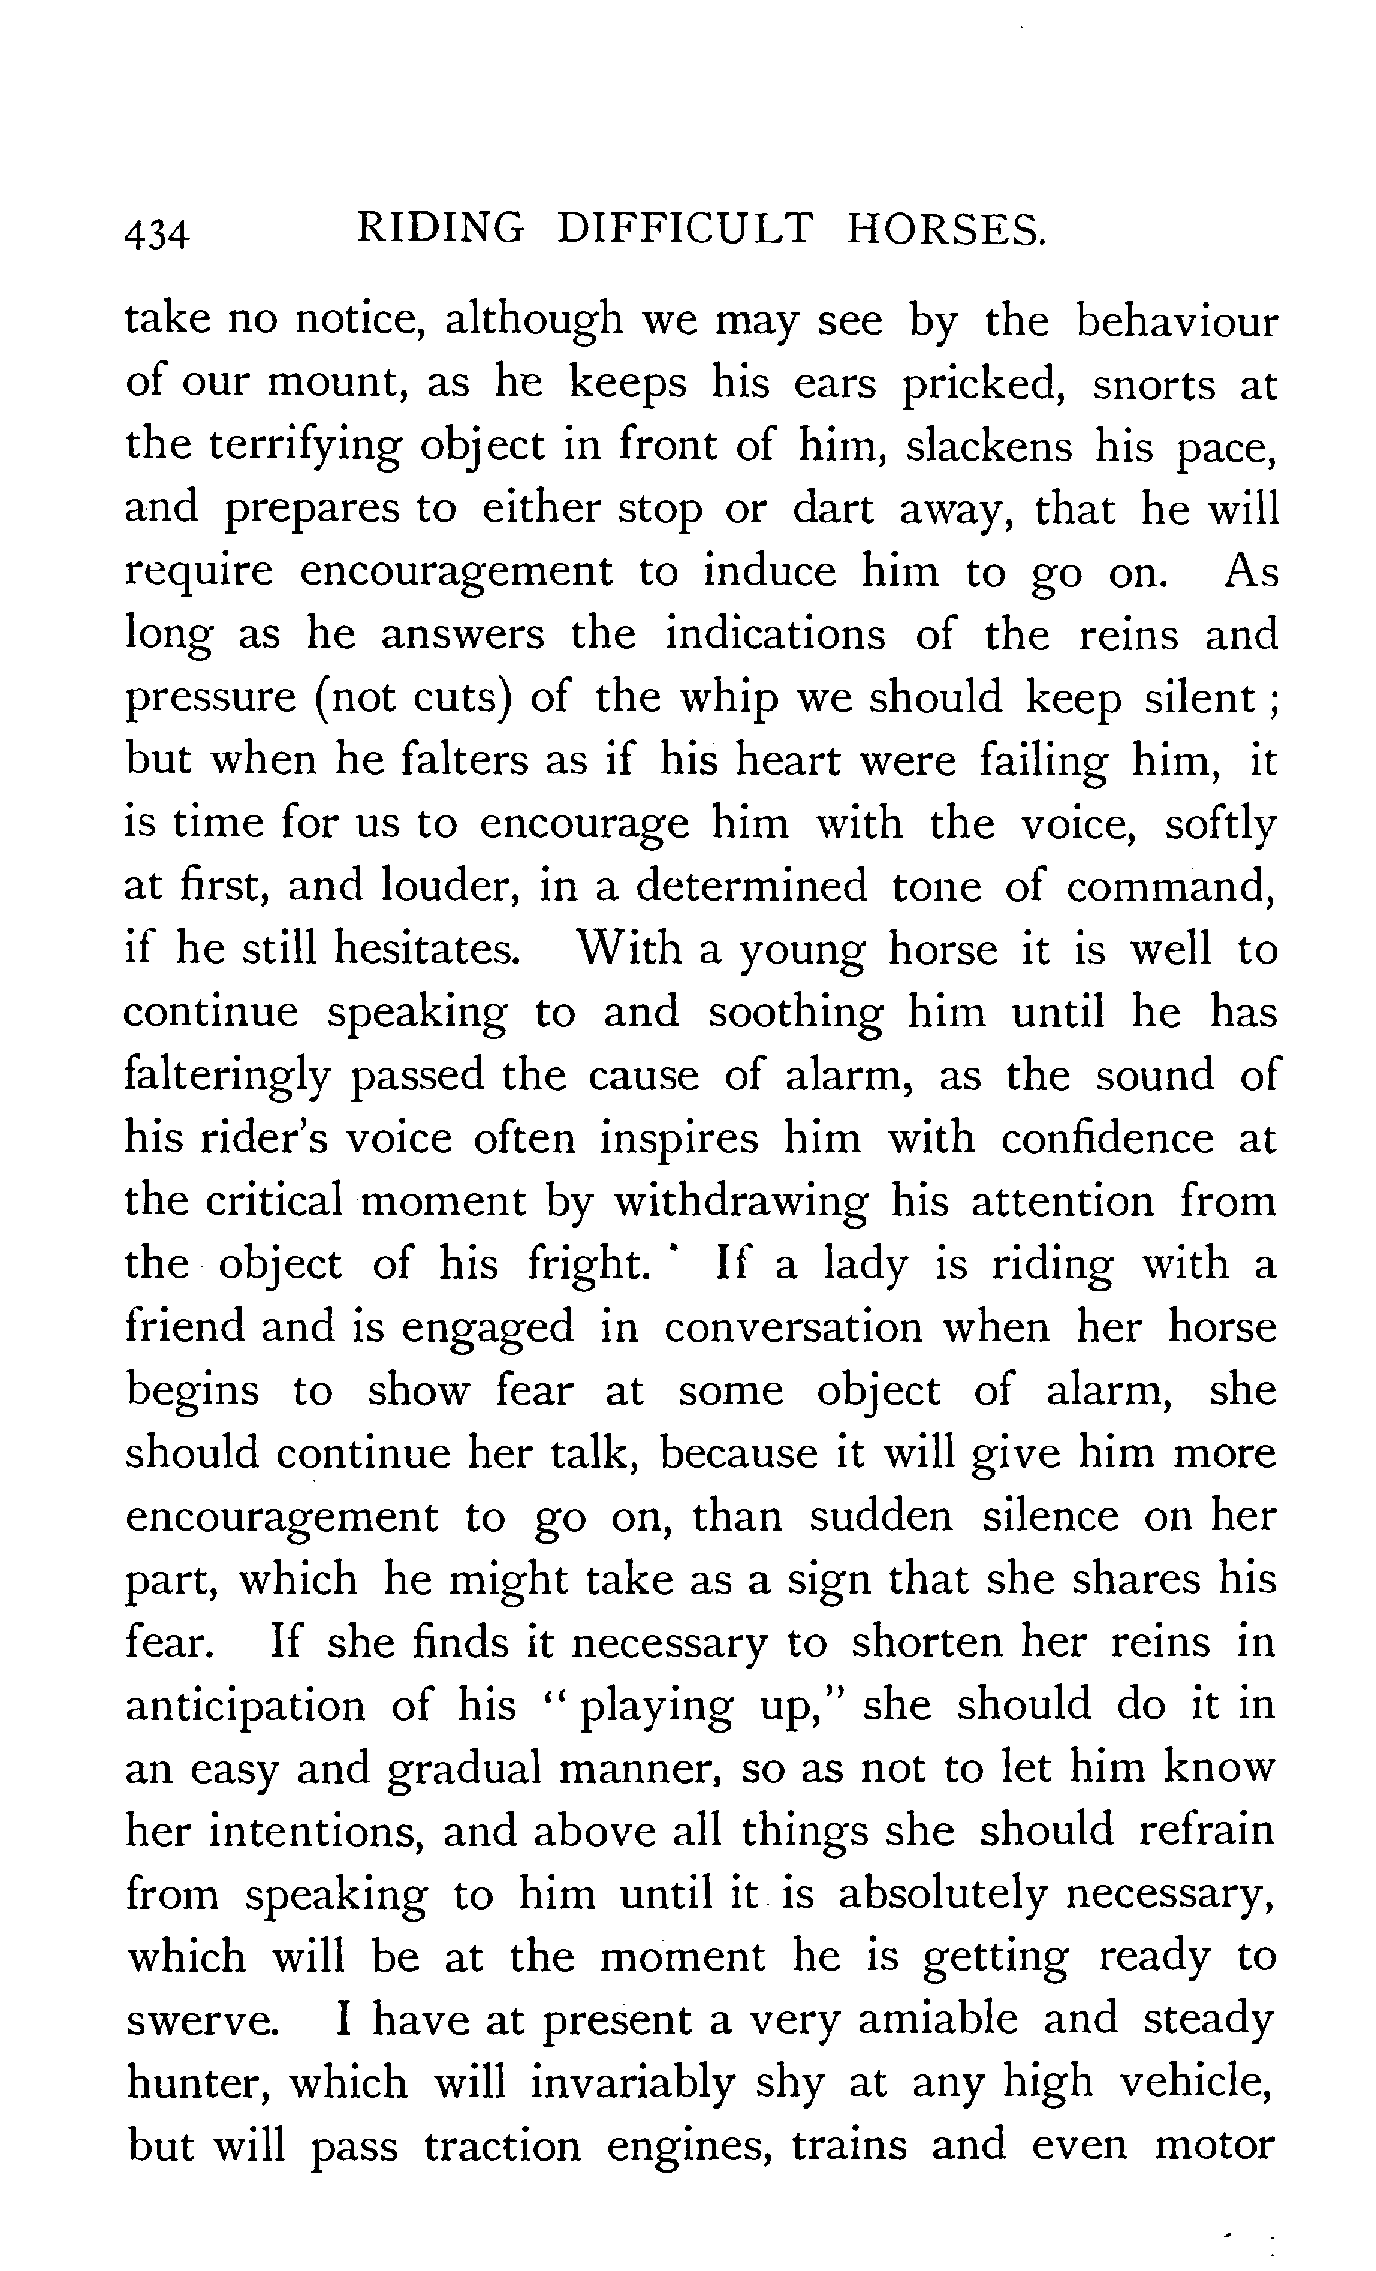 434 RIDING DIFFICULT HORSES.
take no notice, although we may see by the behaviour
of our mount, as he keeps his ears pricked, snorts at
the terrifying object in front of him, slackens his pace,
and prepares to either stop or dart away, that he will
require encouragement to induce him to go on. As
long as he answers the indications of the reins and
pressure (not cuts) of the whip we should keep silent ;
but when he falters as if his heart were failing him, it
is time for us to encourage him with the voice, softly
at first, and louder, in a determined tone of command,
if he still hesitates. With a young horse it is well to
continue speaking to and soothing him until he has
falteringly passed the cause of alarm, as the sound of
his rider's voice often inspires him with confidence at
the critical moment by withdrawing his attention from
the object of his fright. If a lady is riding with a
friend and is engaged in conversation when her horse
begins to show fear at some object of alarm, she
should continue her talk, because it will give him more
encouragement to go on, than sudden silence on her
part, which he might take as a sign that she shares his
fear. If she finds it necessary to shorten her reins in
anticipation of his “ playing up,” she should do it in
an easy and gradual manner, so as not to let him know
her intentions, and above all things she should refrain
from speaking to him until it is absolutely necessary,
which will be at the moment he is getting ready to
swerve. I have at present a very amiable and steady
hunter, which will invariably shy at any high vehicle,
but will pass traction engines, trains and even motor